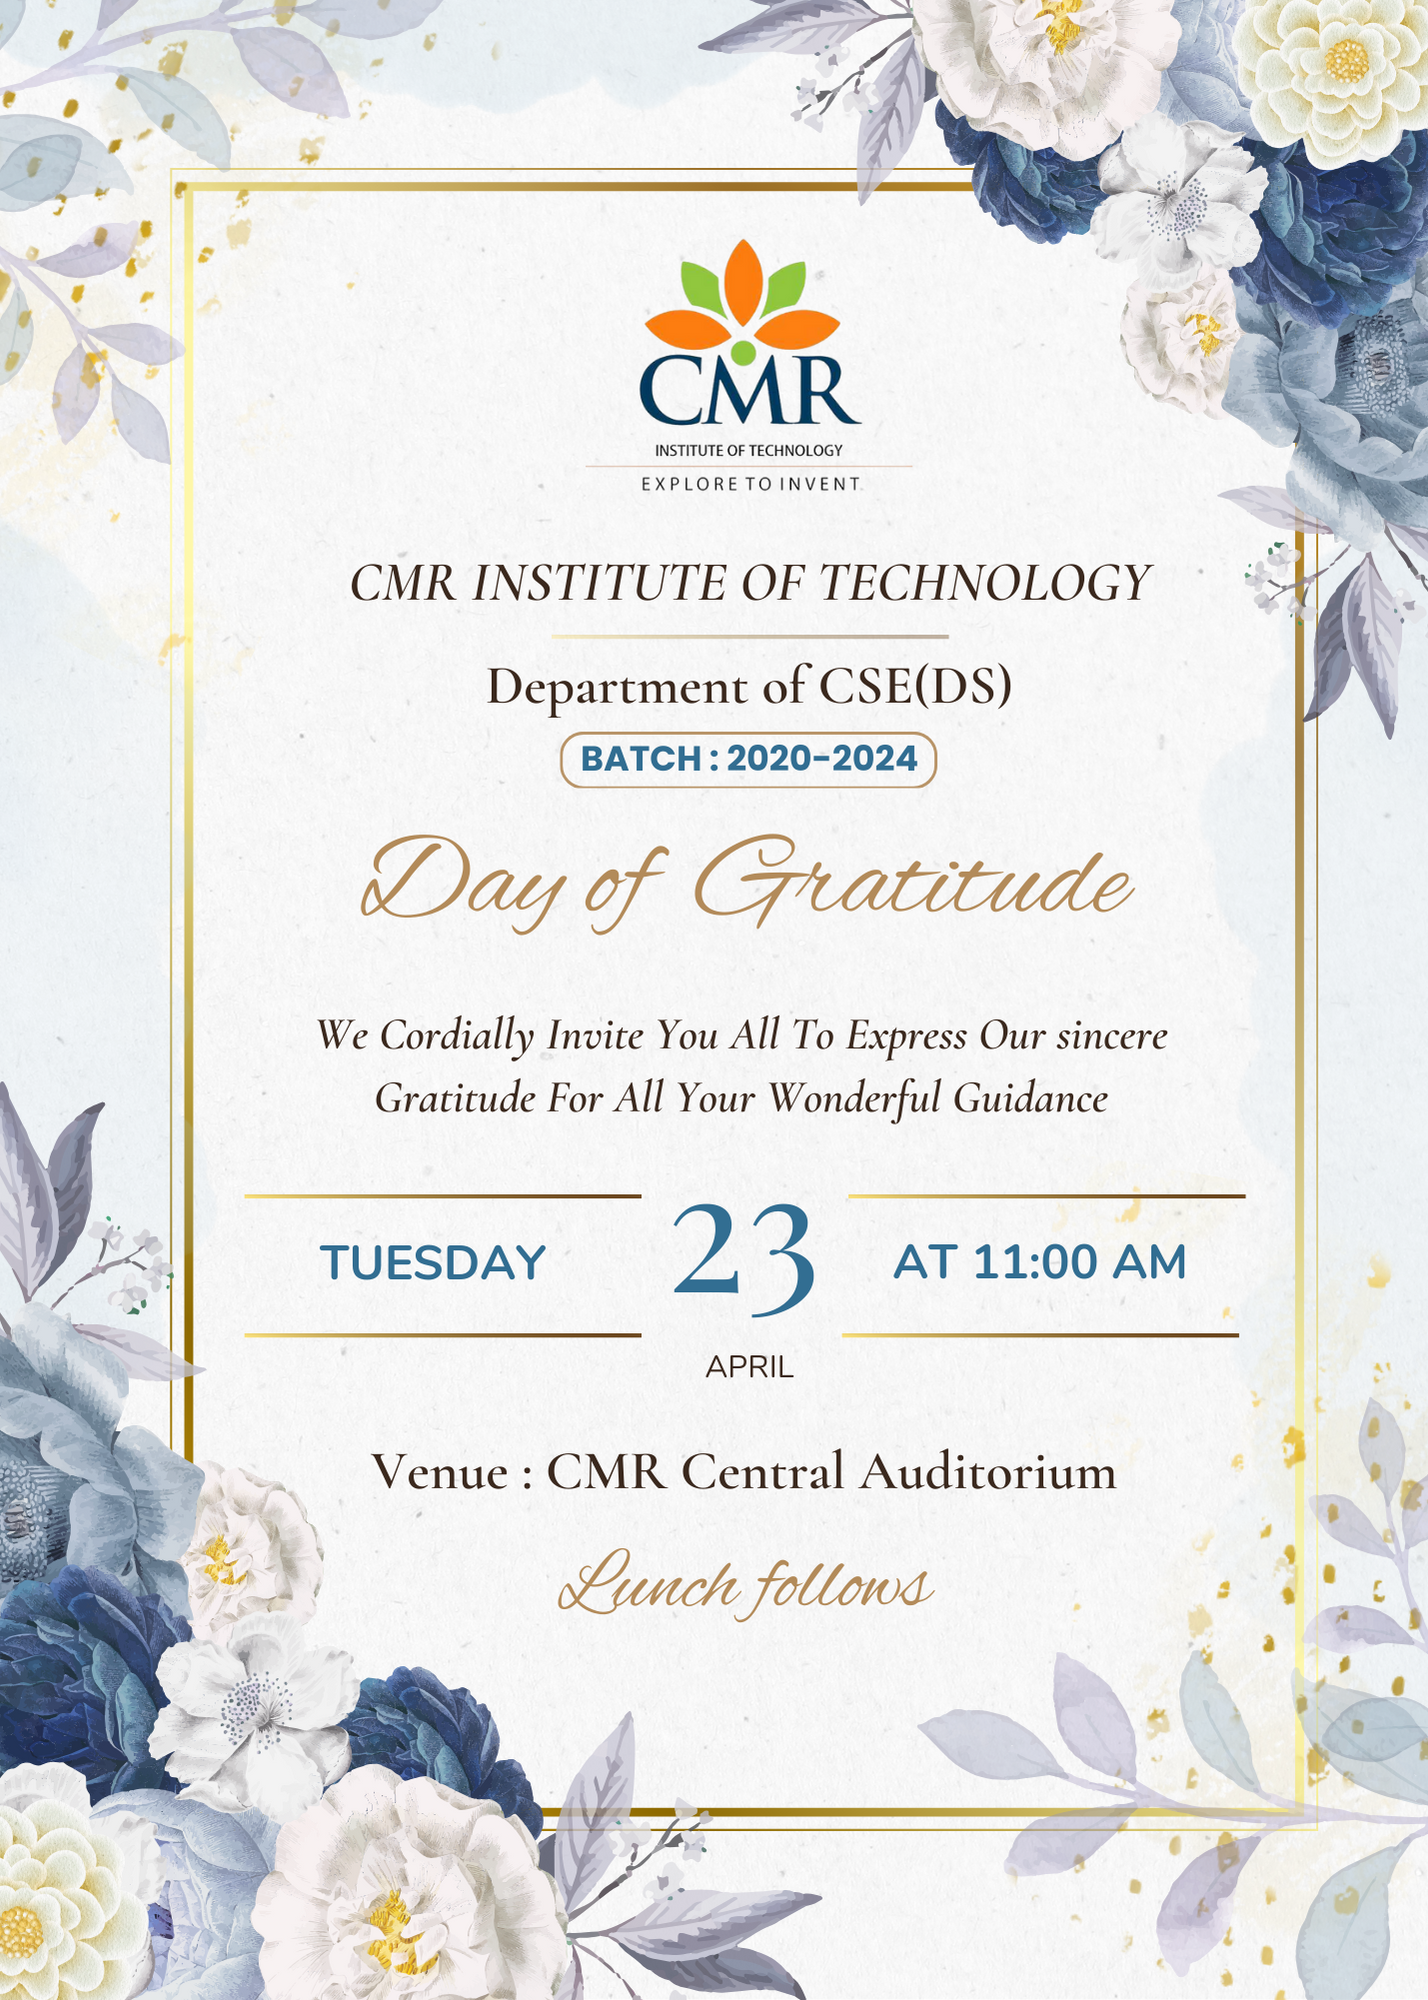 CMR
INSTITUTE OF TECHNOLOGY
EXPLORE TO INVENT
CMR INSTITUTE OF TECHNOLOGY
Department of CSE(DS)
BATCH : 2020-2024
Day of Gratitude
We Cordially Invite You All To Express Our sincere
Gratitude For All Your Wonderful Guidance
TUESDAY
23
AT 11:00 AM
APRIL
Venue : CMR Central Auditorium
Lunch follows